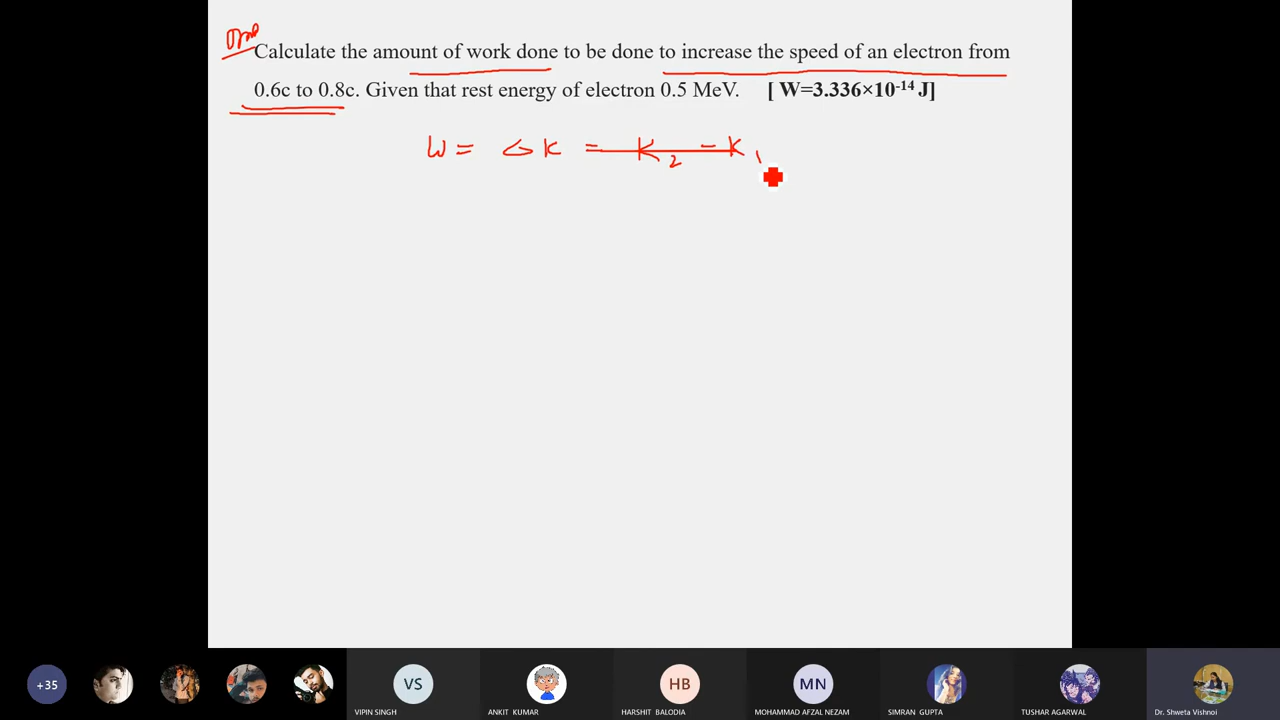 Imp
Calculate the amount of work done to be done to increase the speed of an electron from
0.6c to 0.8c. Given that rest energy of electron 0.5 MeV. [ W=3.336×10⁻¹⁴ J]
W = ΔK = K₂ - K₁
+35
VS
HB
MN
VIPIN SINGH
ANKIT KUMAR
HARSHIT BALODIA
MOHAMMAD AFZAL NEZAM
SIMRAN GUPTA
TUSHAR AGARWAL
Dr. Shweta Vishnoi